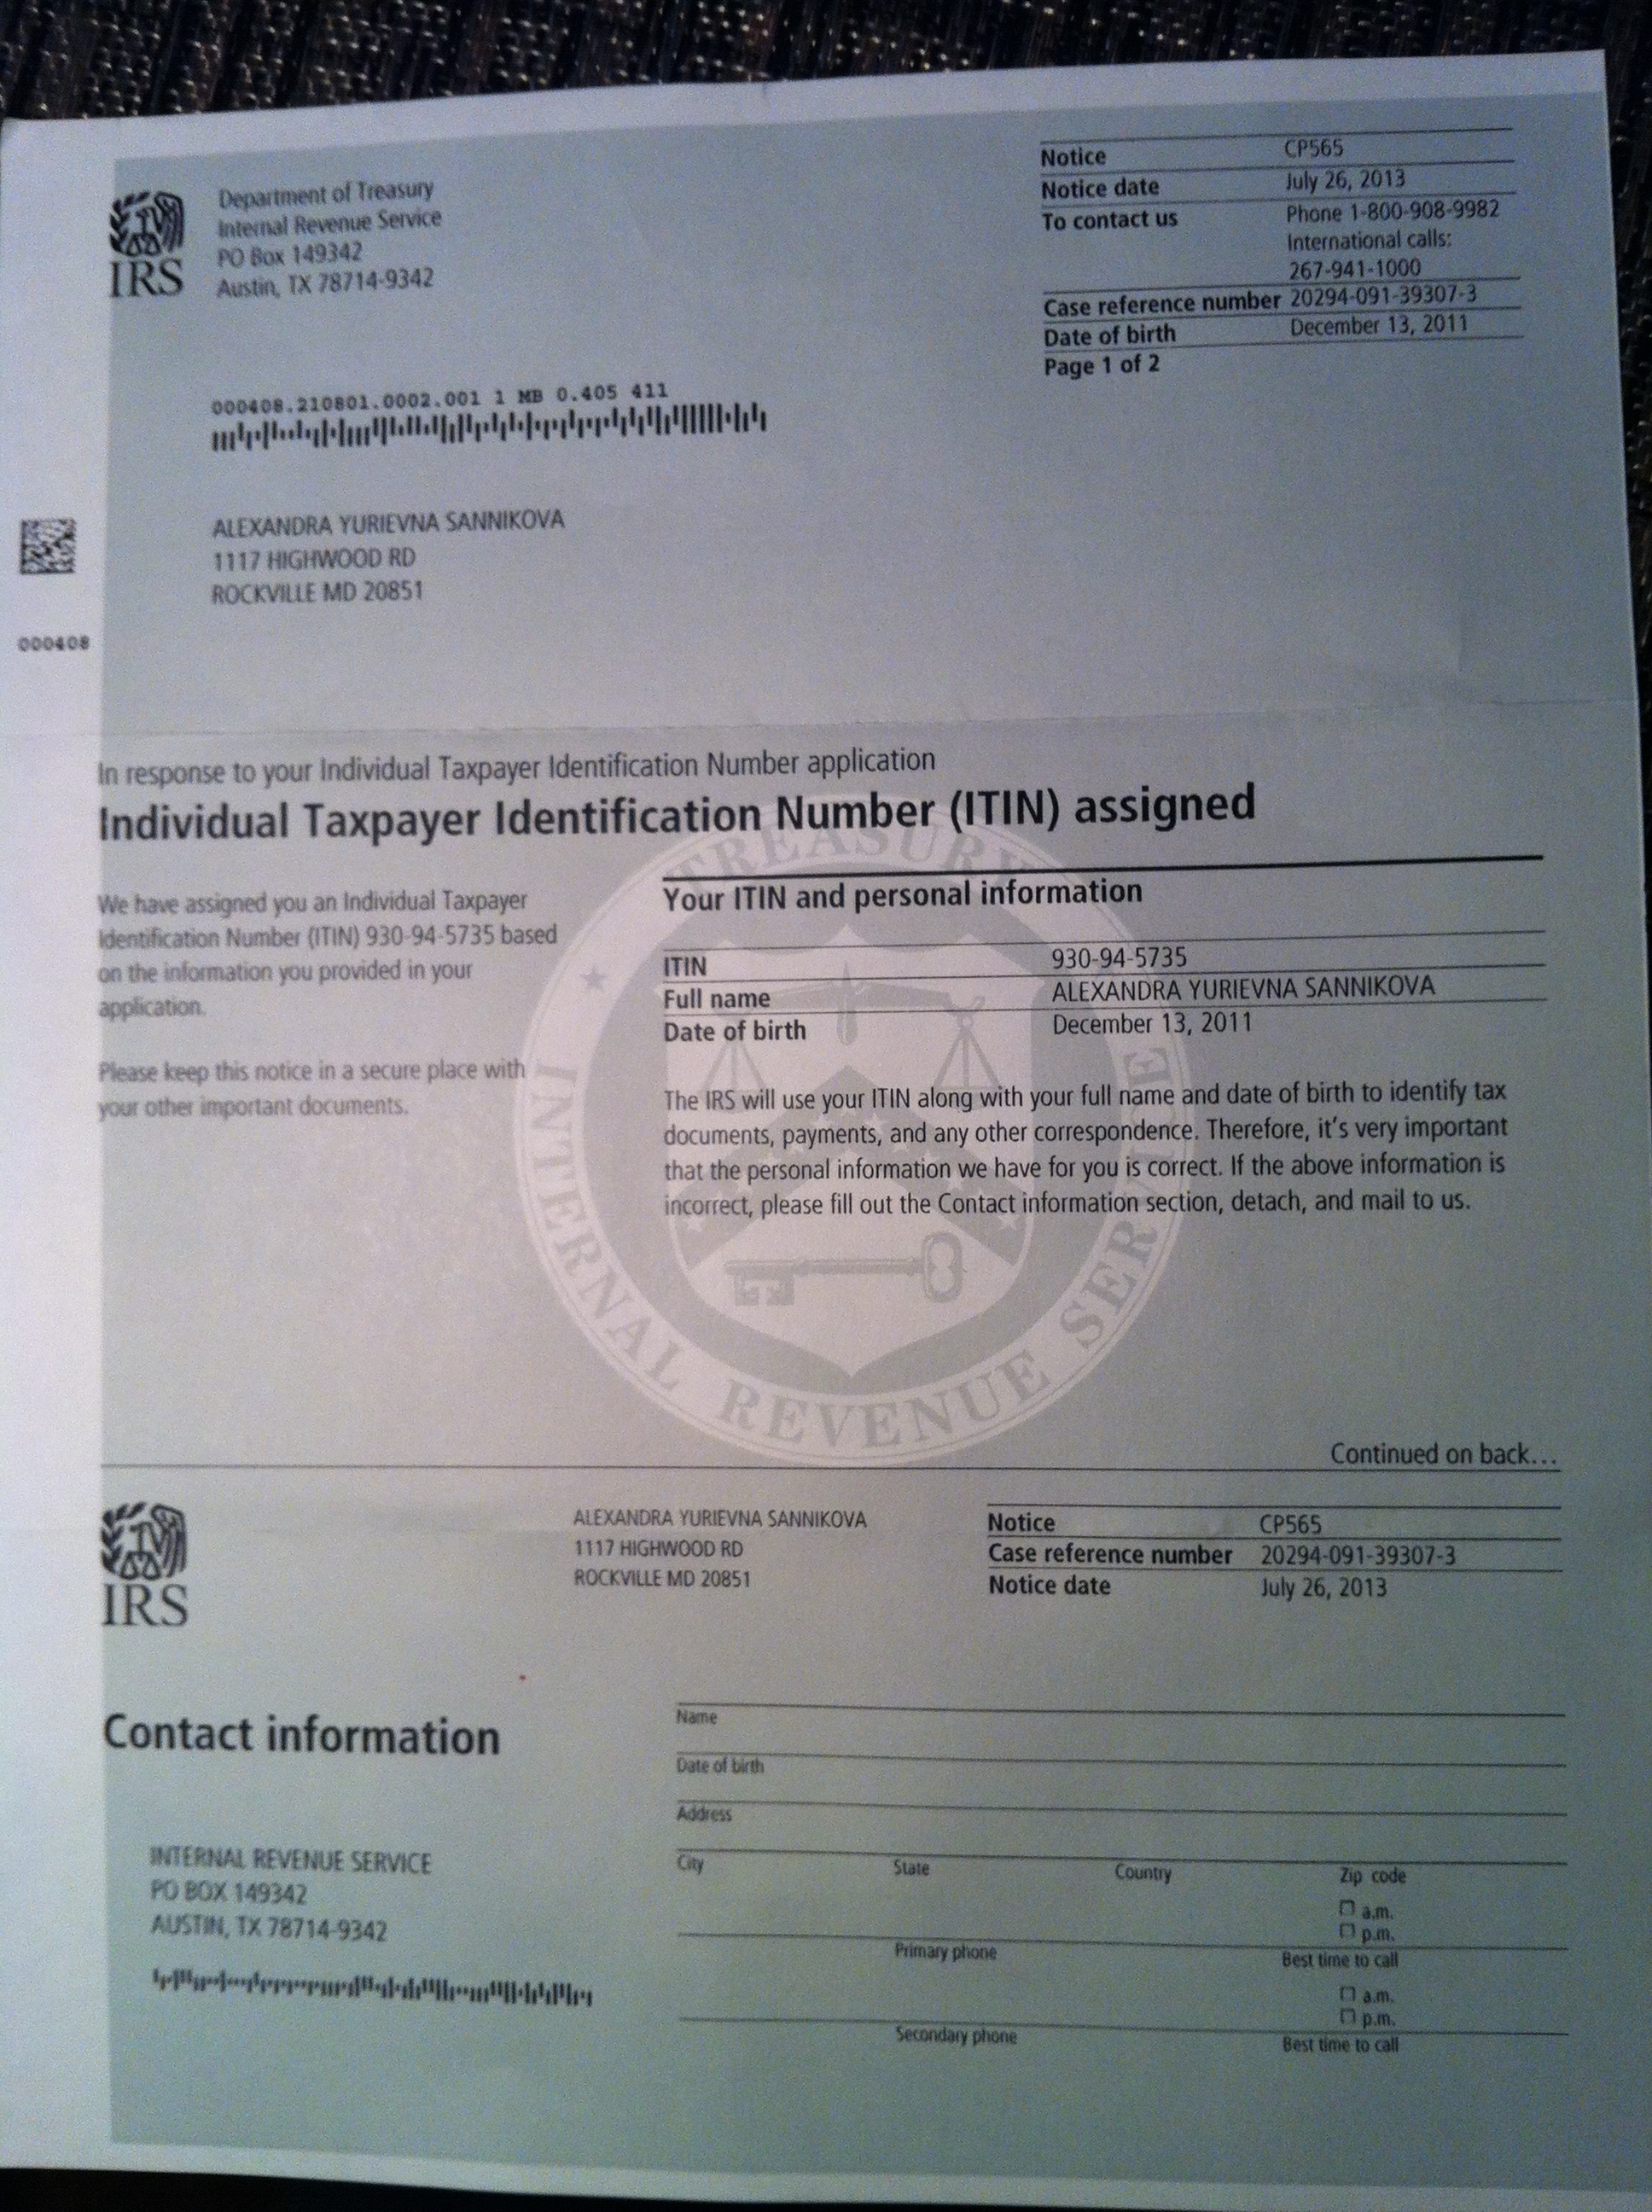 IRS
Department of Treasury
Internal Revenue Service
PO Box 149342
Austin, TX 78714-9342
Notice CP565
Notice date July 26, 2013
To contact us Phone 1-800-908-9982
International calls:
267-941-1000
Case reference number 20294-091-39307-3
Date of birth December 13, 2011
Page 1 of 2
000408.210801.0002.001 1 MB 0.405 411
ALEXANDRA YURIEVNA SANNIKOVA
1117 HIGHWOOD RD
ROCKVILLE MD 20851
000408
In response to your Individual Taxpayer Identification Number application
Individual Taxpayer Identification Number (ITIN) assigned
We have assigned you an Individual Taxpayer
Identification Number (ITIN) 930-94-5735 based
on the information you provided in your
application.
Please keep this notice in a secure place with
your other important documents.
Your ITIN and personal information
ITIN 930-94-5735
Full name ALEXANDRA YURIEVNA SANNIKOVA
Date of birth December 13, 2011
The IRS will use your ITIN along with your full name and date of birth to identify tax
documents, payments, and any other correspondence. Therefore, it's very important
that the personal information we have for you is correct. If the above information is
incorrect, please fill out the Contact information section, detach, and mail to us.
TREASURY
INTERNAL REVENUE SERVICE
Continued on back...
IRS
ALEXANDRA YURIEVNA SANNIKOVA
1117 HIGHWOOD RD
ROCKVILLE MD 20851
Notice CP565
Case reference number 20294-091-39307-3
Notice date July 26, 2013
Contact information
INTERNAL REVENUE SERVICE
PO BOX 149342
AUSTIN, TX 78714-9342
Name
Date of birth
Address
City State Country Zip code
a.m.
p.m.
Primary phone Best time to call
a.m.
p.m.
Secondary phone Best time to call